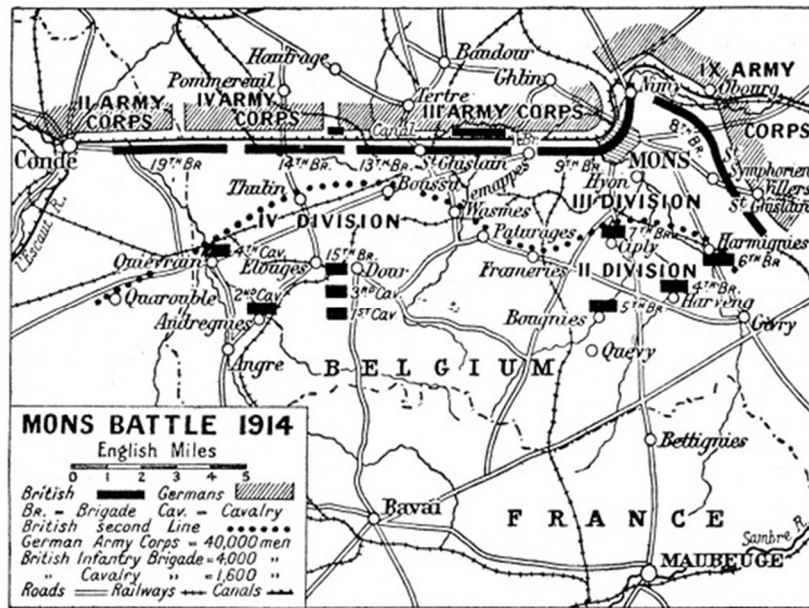 Hautrage
Baudour
Pommereuil
Ghlin
IX ARMY
Tertre
Nimy
Obourg
II ARMY
CORPS
IV ARMY
CORPS
III ARMY CORPS
CORPS
Canal
8TH BR.
Condé
19TH BR.
14TH BR.
13TH BR.
St Ghislain
9TH BR.
MONS
St Symphorien
Villers
St Ghislain
Thulin
Boussu
Jemappes
Hyon
IV DIVISION
Wasmes
III DIVISION
l'Escaut R.
4TH Cav.
Paturages
7TH BR.
Ciply
Harmignies
Quievrain
Elouges
15TH BR.
Dour
Frameries
II DIVISION
6TH BR
Quarouble
2ND Cav
3RD Cav
4TH BR.
Harveng
Andregnies
1ST Cav
Bougnies
5TH BR.
Givry
Angre
Quevy
BELGIUM
MONS BATTLE 1914
English Miles
0 1 2 3 4 5
Bettignies
British Germans
BR. = Brigade Cav. = Cavalry
British second Line
German Army Corps = 40,000 men
British Infantry Brigade = 4,000 "
" Cavalry " = 1,600 "
Roads Railways Canals
Bavai
FRANCE
Sambre R.
MAUBEUGE